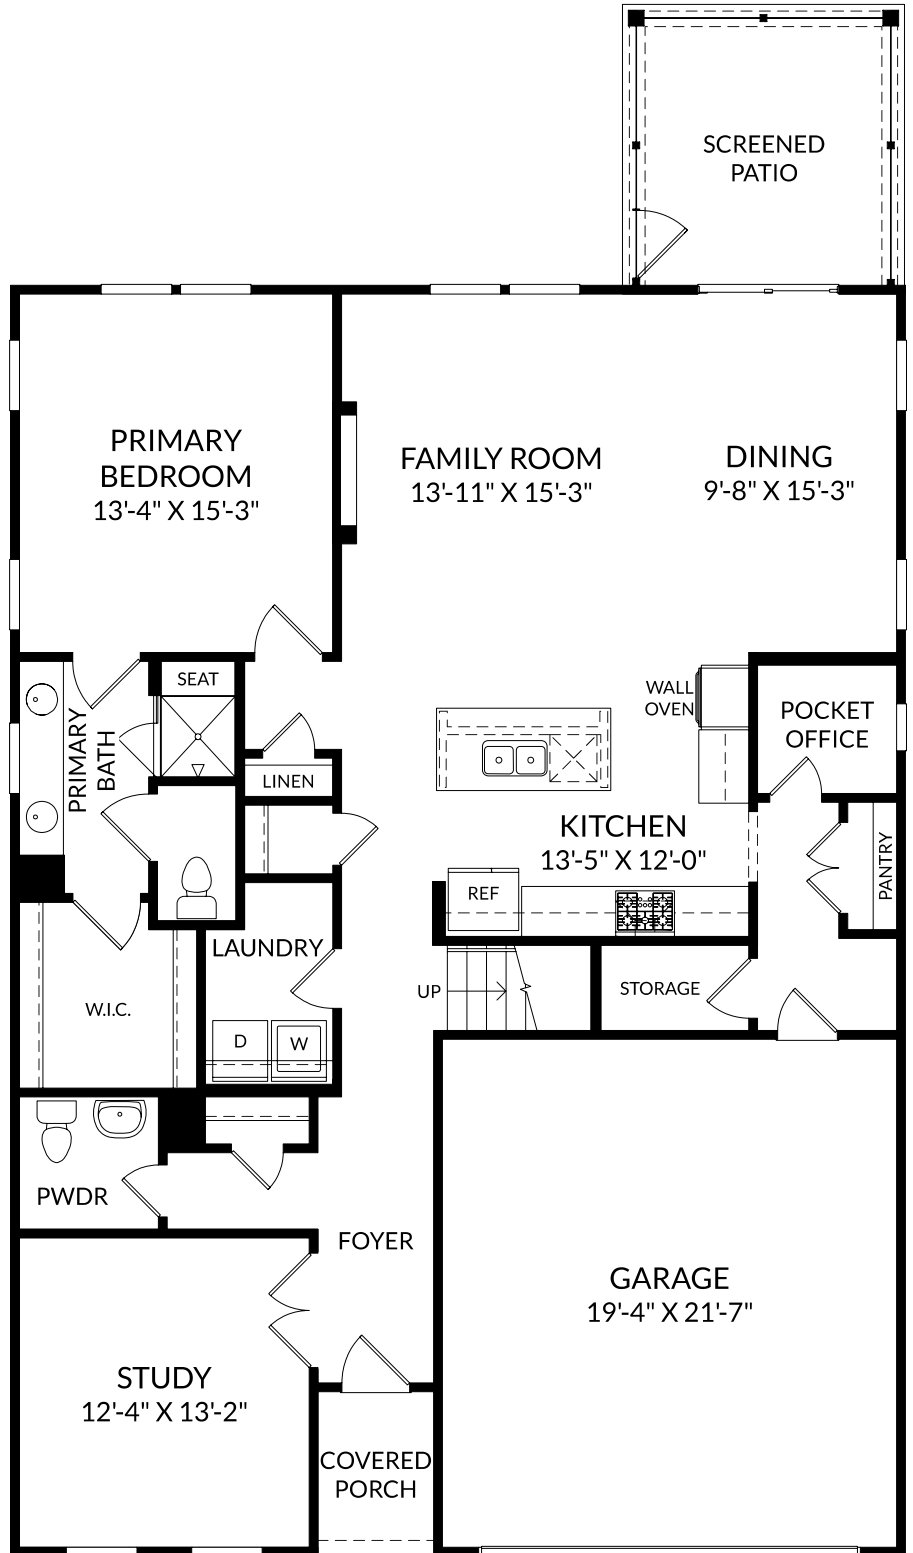 SCREENED
PATIO
PRIMARY
BEDROOM
13'-4" X 15'-3"
FAMILY ROOM
13'-11" X 15'-3"
DINING
9'-8" X 15'-3"
SEAT
PRIMARY
BATH
LINEN
WALL
OVEN
POCKET
OFFICE
KITCHEN
13'-5" X 12'-0"
PANTRY
REF
LAUNDRY
UP
STORAGE
W.I.C.
D
W
PWDR
FOYER
GARAGE
19'-4" X 21'-7"
STUDY
12'-4" X 13'-2"
COVERED
PORCH